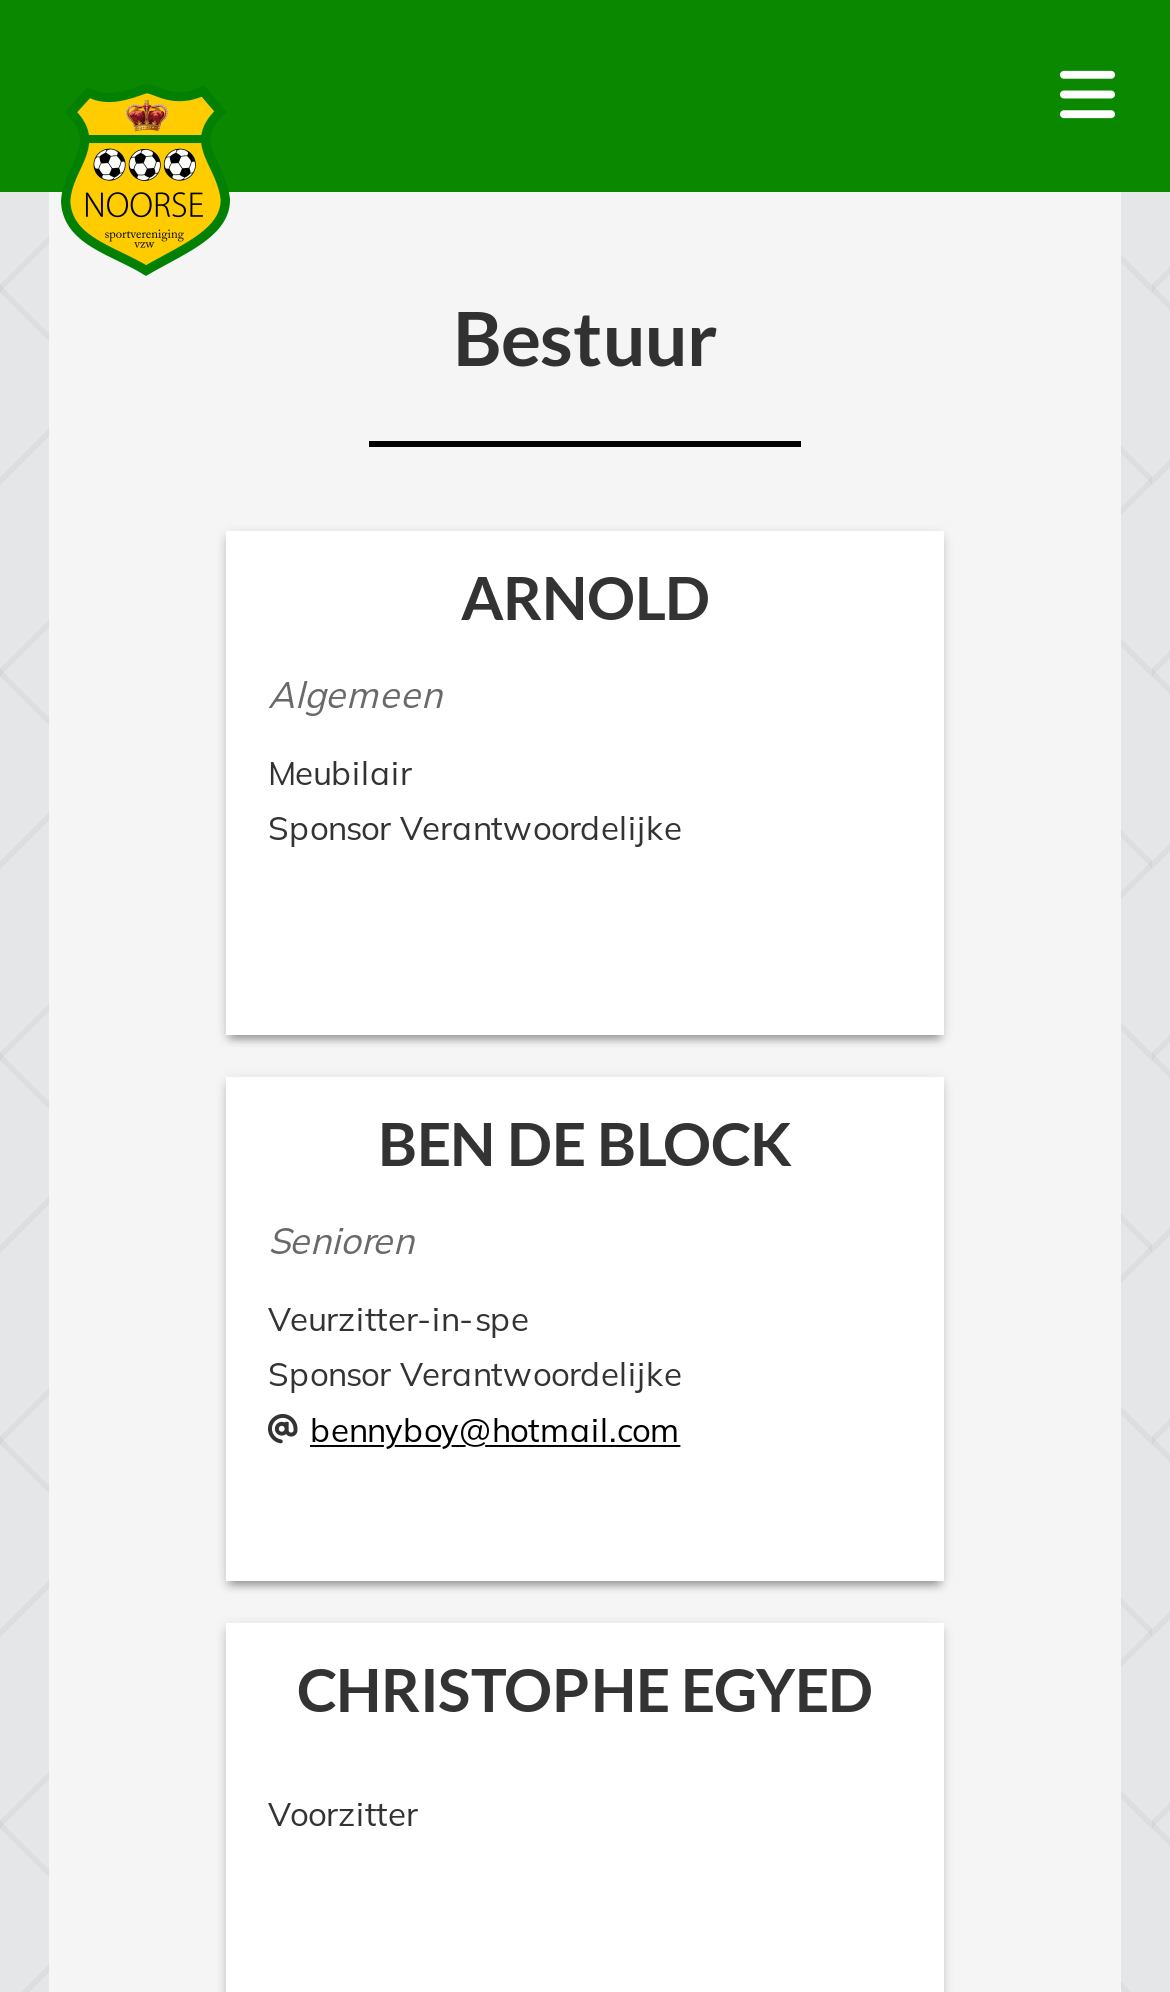 NOORSE
sportvereniging
vzw
Bestuur
ARNOLD
Algemeen
Meubilair
Sponsor Verantwoordelijke
BEN DE BLOCK
Senioren
Veurzitter-in-spe
Sponsor Verantwoordelijke
@ bennyboy@hotmail.com
CHRISTOPHE EGYED
Voorzitter